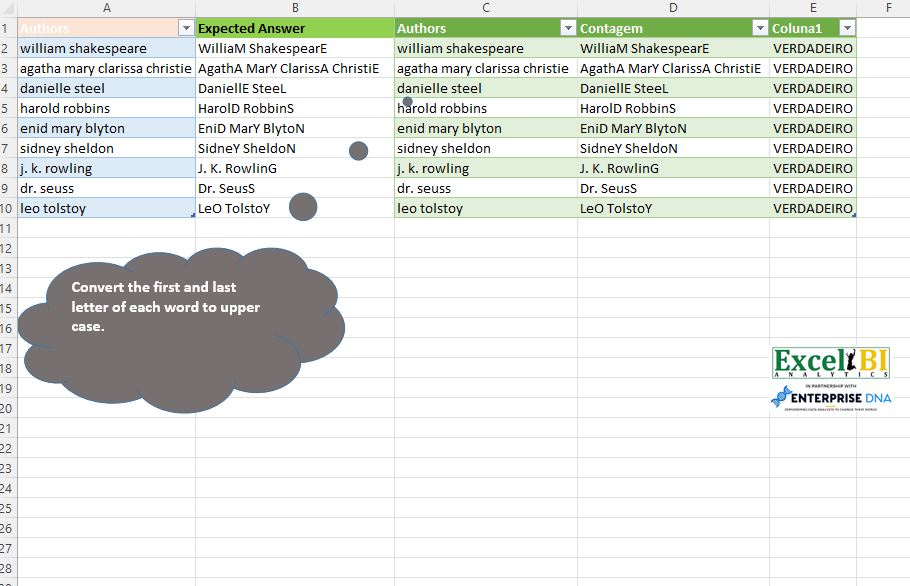 A B C D E F
1 Authors Expected Answer Authors Contagem Coluna1
2 william shakespeare WilliaM ShakespearE william shakespeare WilliaM ShakespearE VERDADEIRO
3 agatha mary clarissa christie AgathA MarY ClarissA ChristiE agatha mary clarissa christie AgathA MarY ClarissA ChristiE VERDADEIRO
4 danielle steel DaniellE SteeL danielle steel DaniellE SteeL VERDADEIRO
5 harold robbins HarolD RobbinS harold robbins HarolD RobbinS VERDADEIRO
6 enid mary blyton EniD MarY BlytoN enid mary blyton EniD MarY BlytoN VERDADEIRO
7 sidney sheldon SidneY SheldoN sidney sheldon SidneY SheldoN VERDADEIRO
8 j. k. rowling J. K. RowlinG j. k. rowling J. K. RowlinG VERDADEIRO
9 dr. seuss Dr. SeusS dr. seuss Dr. SeusS VERDADEIRO
10 leo tolstoy LeO TolstoY leo tolstoy LeO TolstoY VERDADEIRO
11
12
13
14 Convert the first and last
15 letter of each word to upper
16 case.
17
18 Excel BI
ANALYTICS
19 IN PARTNERSHIP WITH
20 ENTERPRISE DNA
EMPOWERING DATA ANALYSTS TO CHANGE THEIR WORLD
21
22
23
24
25
26
27
28